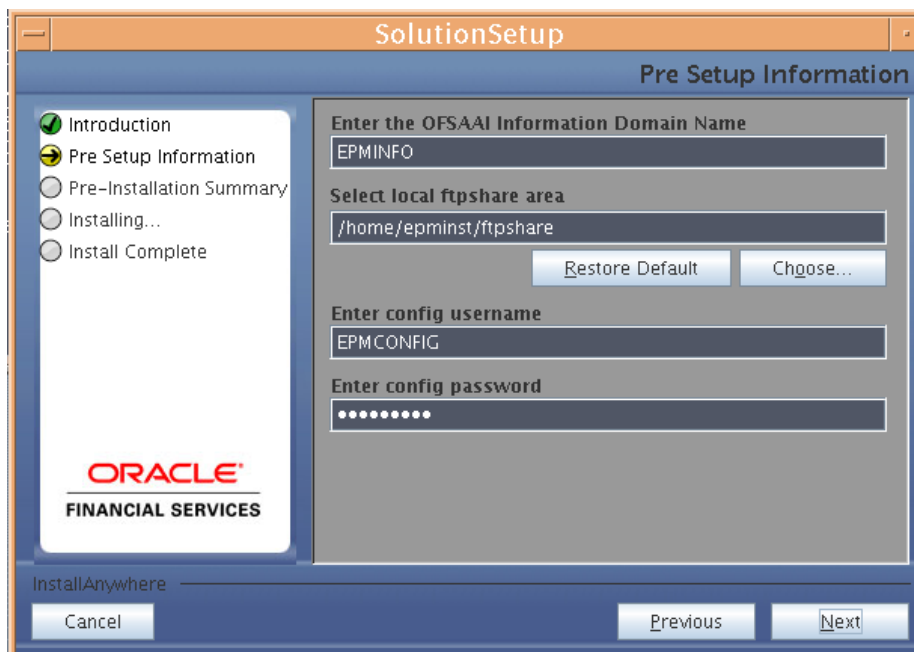 SolutionSetup
Pre Setup Information
Introduction
Pre Setup Information
Pre-Installation Summary
Installing...
Install Complete
ORACLE
FINANCIAL SERVICES
Enter the OFSAAI Information Domain Name
EPMINFO
Select local ftpshare area
/home/epminst/ftpshare
Restore Default
Choose...
Enter config username
EPMCONFIG
Enter config password
•••••••••
InstallAnywhere
Cancel
Previous
Next